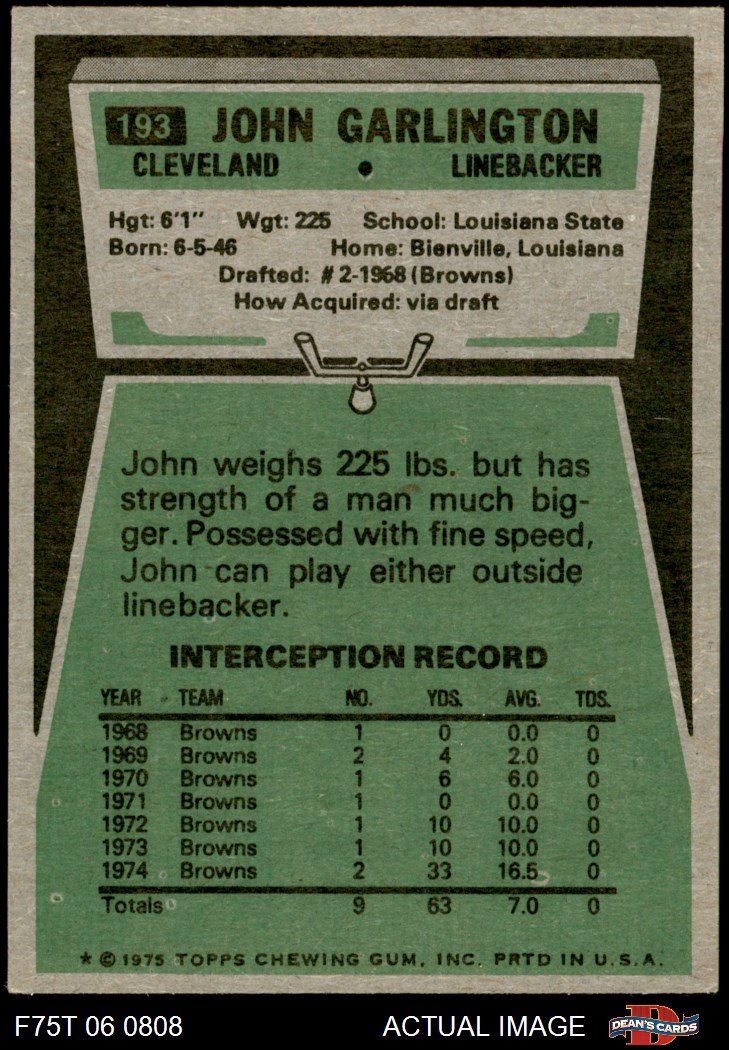 193 JOHN GARLINGTON
CLEVELAND • LINEBACKER
Hgt: 6'1" Wgt: 225 School: Louisiana State
Born: 6-5-46 Home: Bienville, Louisiana
Drafted: #2-1968 (Browns)
How Acquired: via draft
John weighs 225 lbs. but has
strength of a man much big-
ger. Possessed with fine speed,
John can play either outside
linebacker.
INTERCEPTION RECORD
YEAR TEAM NO. YDS. AVG. TDS.
1968 Browns 1 0 0.0 0
1969 Browns 2 4 2.0 0
1970 Browns 1 6 6.0 0
1971 Browns 1 0 0.0 0
1972 Browns 1 10 10.0 0
1973 Browns 1 10 10.0 0
1974 Browns 2 33 16.5 0
Totals 9 63 7.0 0
* © 1975 TOPPS CHEWING GUM, INC. PRTD IN U.S.A.
F75T 06 0808 ACTUAL IMAGE D DEAN'S CARDS